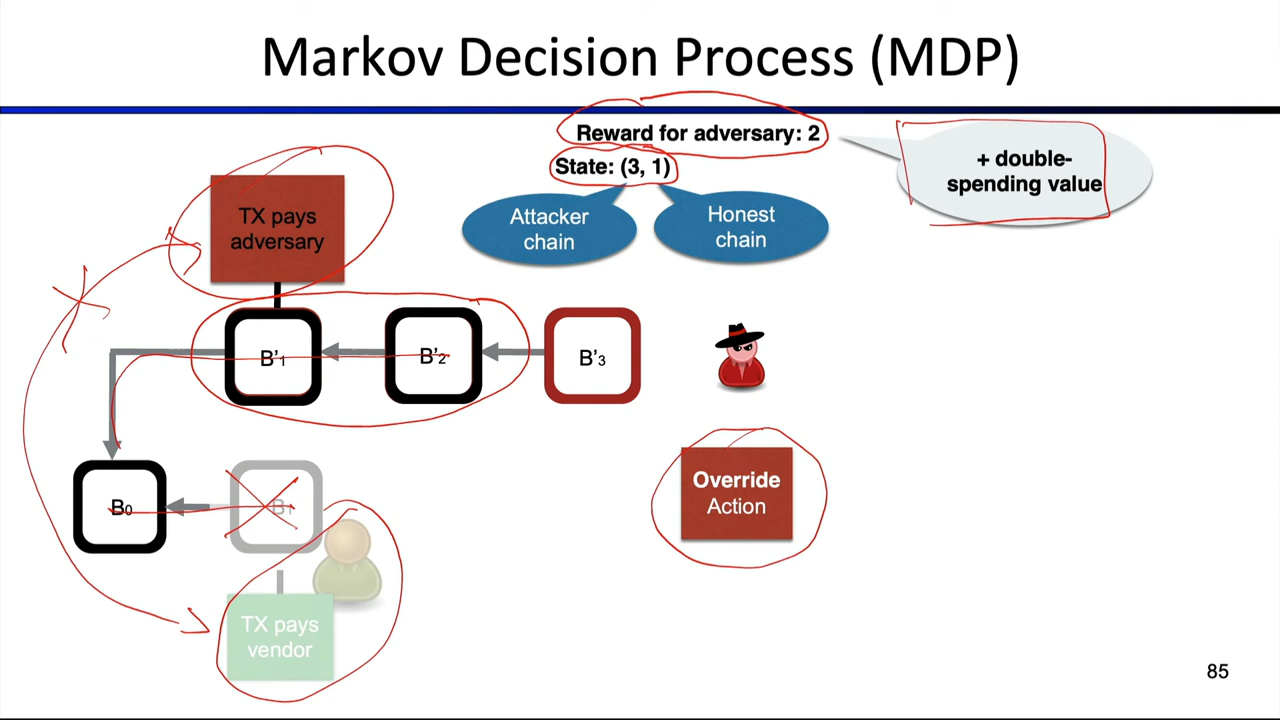 Markov Decision Process (MDP)
Reward for adversary: 2
State: (3, 1)
+ double-
spending value
Attacker
chain
Honest
chain
TX pays
adversary
B'1
B'2
B'3
Override
Action
B0
B1
TX pays
vendor
85